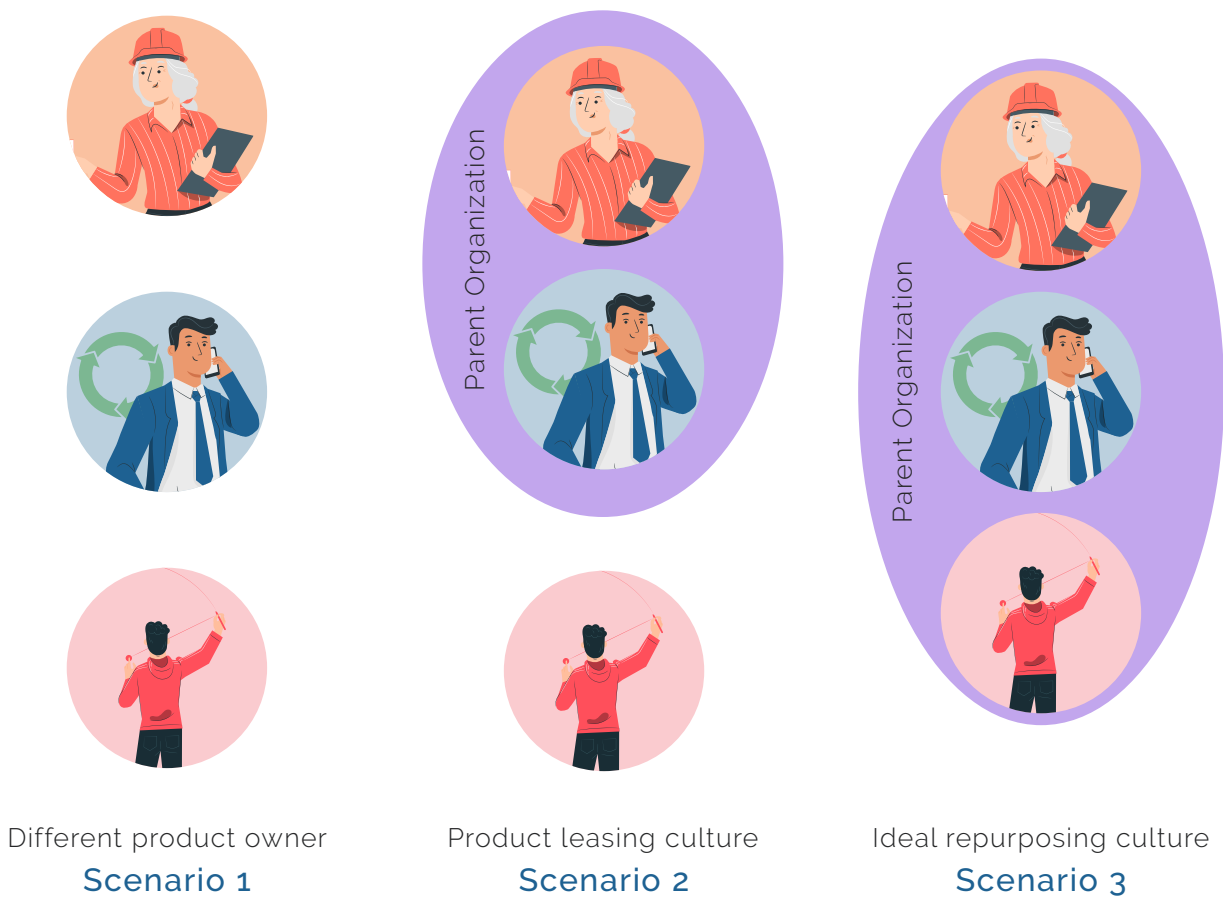 Parent Organization
Parent Organization
Different product owner
Scenario 1
Product leasing culture
Scenario 2
Ideal repurposing culture
Scenario 3